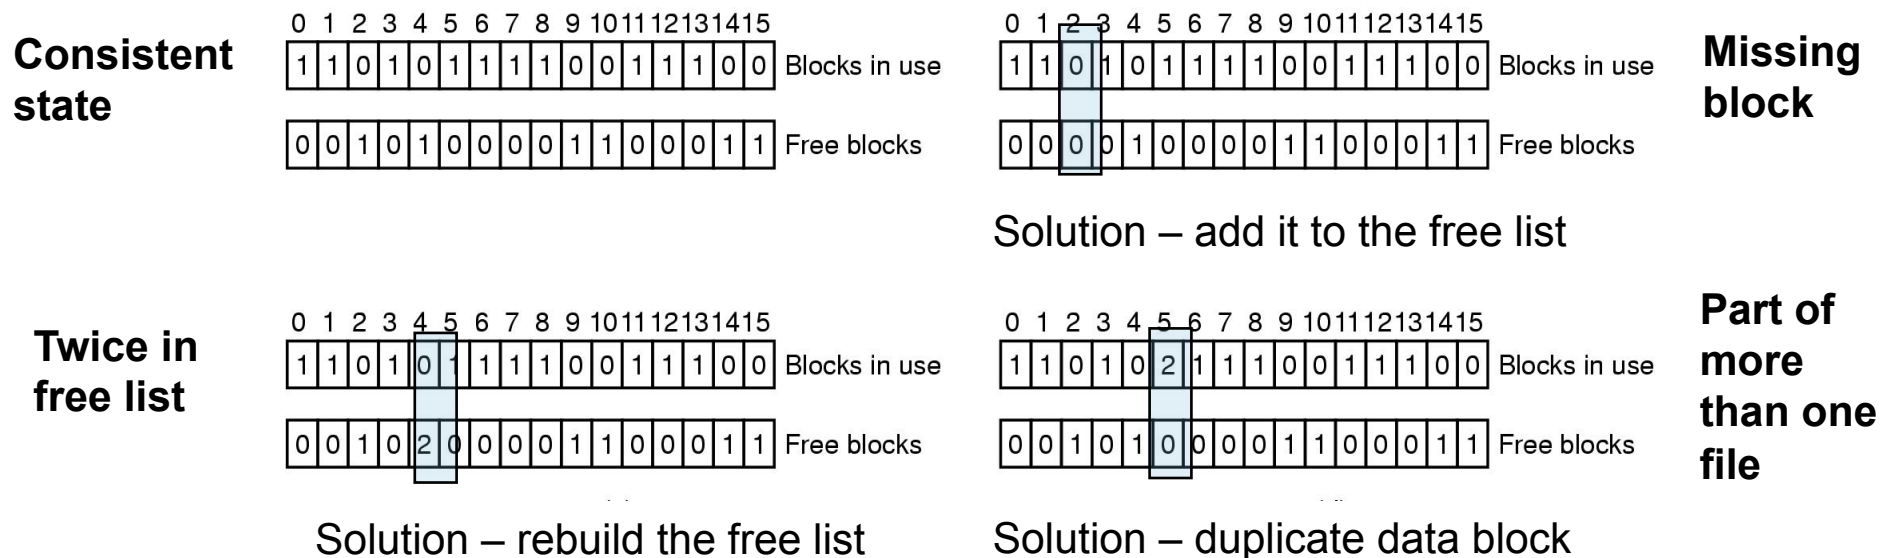 Consistent
state
0 1 2 3 4 5 6 7 8 9 10 11 12 13 14 15
1 1 0 1 0 1 1 1 1 0 0 1 1 1 0 0 Blocks in use
0 0 1 0 1 0 0 0 0 1 1 0 0 0 1 1 Free blocks
0 1 2 3 4 5 6 7 8 9 10 11 12 13 14 15
1 1 0 1 0 1 1 1 1 0 0 1 1 1 0 0 Blocks in use
0 0 0 0 1 0 0 0 0 1 1 0 0 0 1 1 Free blocks
Missing
block
Solution – add it to the free list
Twice in
free list
0 1 2 3 4 5 6 7 8 9 10 11 12 13 14 15
1 1 0 1 0 1 1 1 1 0 0 1 1 1 0 0 Blocks in use
0 0 1 0 2 0 0 0 0 1 1 0 0 0 1 1 Free blocks
Solution – rebuild the free list
0 1 2 3 4 5 6 7 8 9 10 11 12 13 14 15
1 1 0 1 0 2 1 1 1 0 0 1 1 1 0 0 Blocks in use
0 0 1 0 1 0 0 0 0 1 1 0 0 0 1 1 Free blocks
Part of
more
than one
file
Solution – duplicate data block